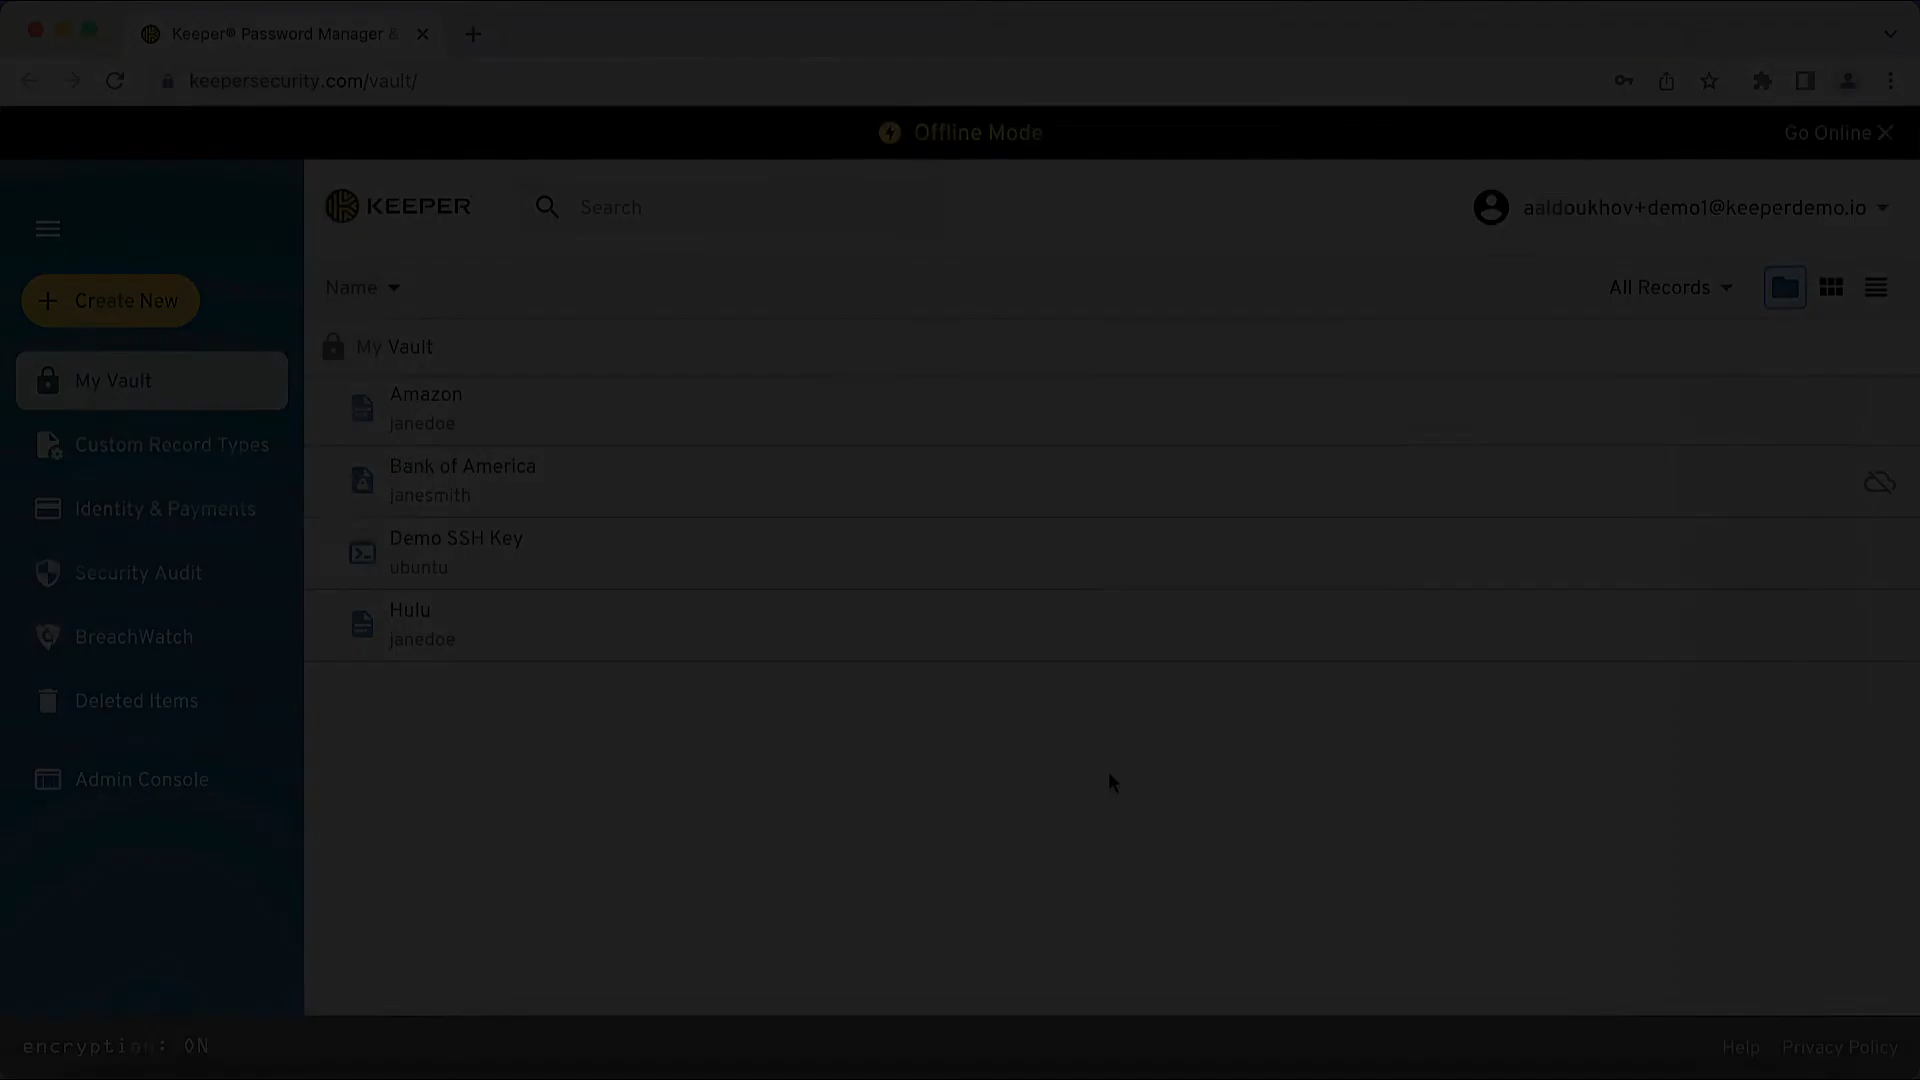 Keeper® Password Manager &
keepersecurity.com/vault/
Offline Mode
Go Online
KEEPER
Search
aaldoukhov+demo1@keeperdemo.io
Create New
Name
All Records
My Vault
My Vault
Custom Record Types
Identity & Payments
Security Audit
BreachWatch
Deleted Items
Admin Console
Amazon
janedoe
Bank of America
janesmith
Demo SSH Key
ubuntu
Hulu
janedoe
encryption: ON
Help
Privacy Policy